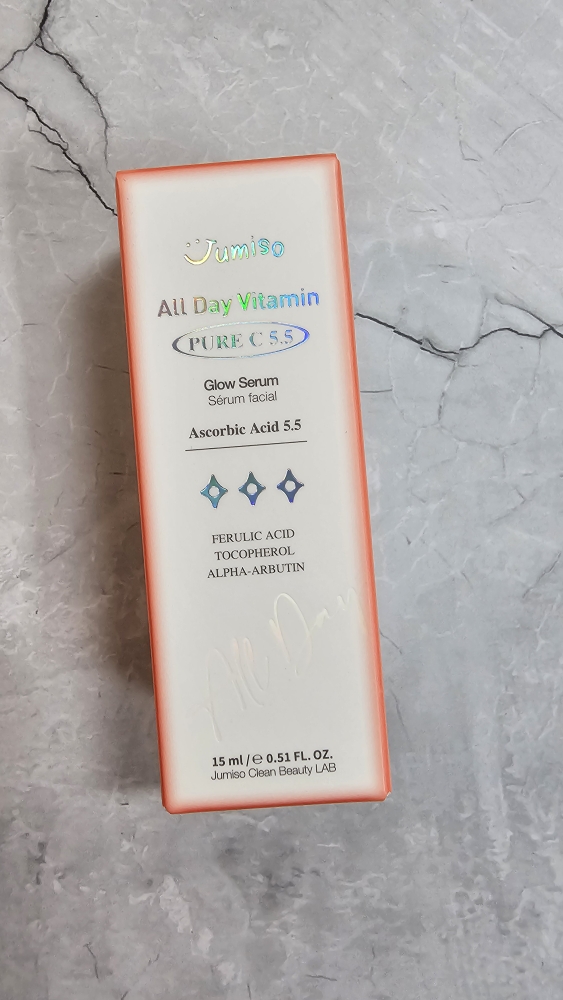 Jumiso
All Day Vitamin
PURE C 5.5
Glow Serum
Sérum facial
Ascorbic Acid 5.5
FERULIC ACID
TOCOPHEROL
ALPHA-ARBUTIN
All Day
15 ml / ℮ 0.51 FL. OZ.
Jumiso Clean Beauty LAB